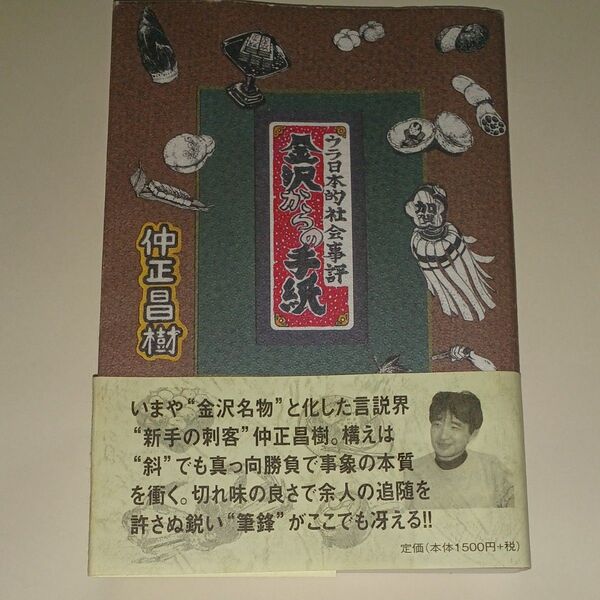 ウラ日本的社会事評
金沢からの手紙
仲正昌樹
加賀
いまや“金沢名物”と化した言説界
“新手の刺客”仲正昌樹。構えは
“斜”でも真っ向勝負で事象の本質
を衝く。切れ味の良さで余人の追随を
許さぬ鋭い“筆鋒”がここでも冴える!!
定価(本体1500円+税)